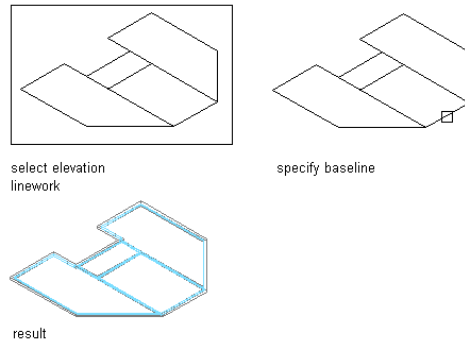 select elevation
linework
specify baseline
result